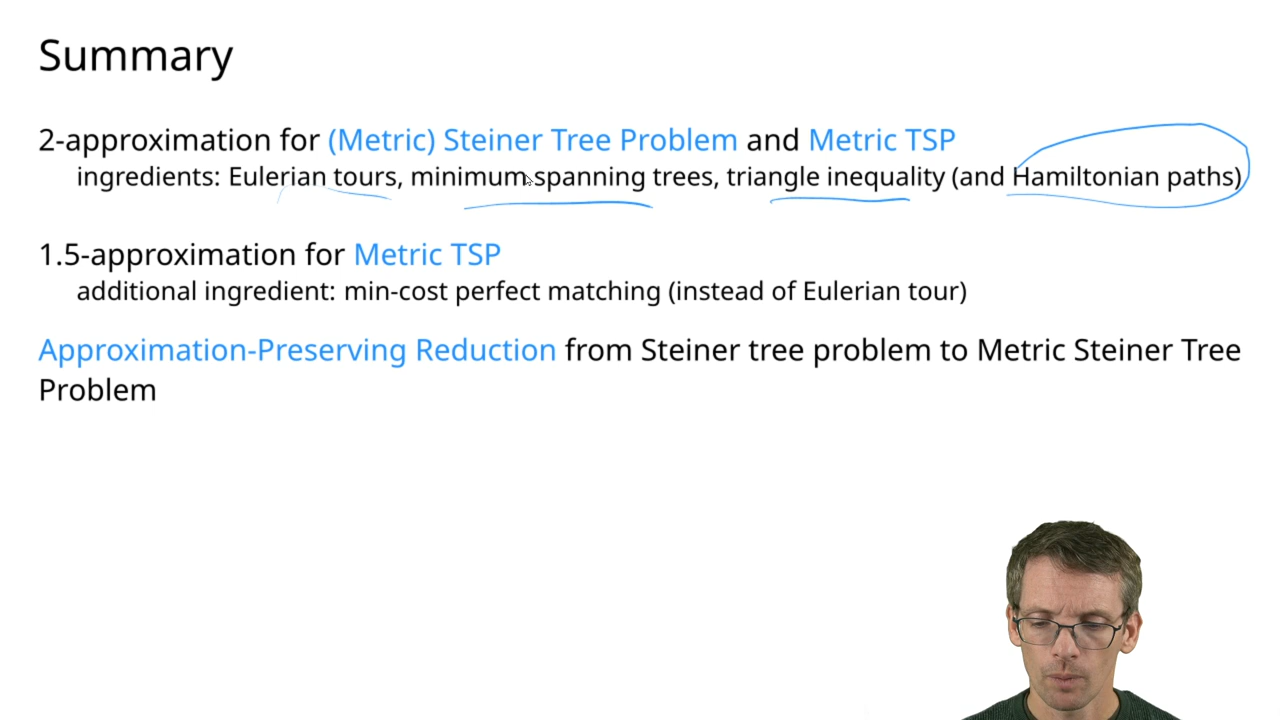 Summary
2-approximation for (Metric) Steiner Tree Problem and Metric TSP
ingredients: Eulerian tours, minimum spanning trees, triangle inequality (and Hamiltonian paths)
1.5-approximation for Metric TSP
additional ingredient: min-cost perfect matching (instead of Eulerian tour)
Approximation-Preserving Reduction from Steiner tree problem to Metric Steiner Tree
Problem